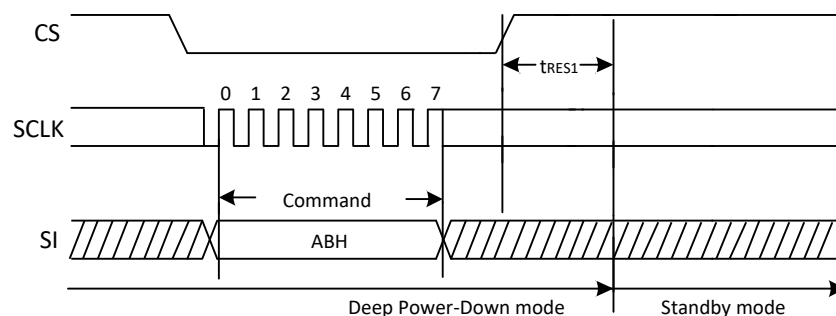 CS
tRES1
0 1 2 3 4 5 6 7
SCLK
Command
SI
ABH
Deep Power-Down mode Standby mode